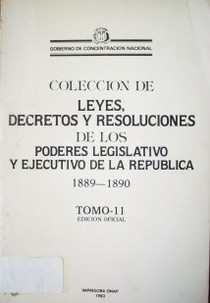 GOBIERNO DE CONCENTRACION NACIONAL
COLECCION DE
LEYES,
DECRETOS Y RESOLUCIONES
DE LOS
PODERES LEGISLATIVO
Y EJECUTIVO DE LA REPUBLICA
1889—1890
TOMO-11
EDICION OFICIAL
IMPRESORA ONAP
1983